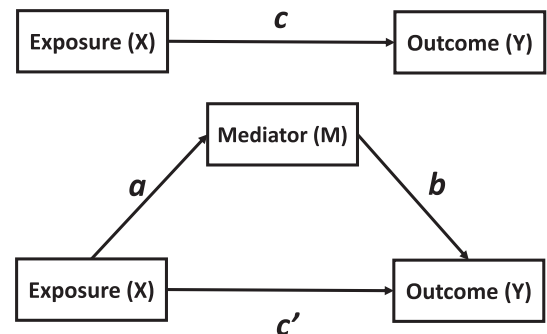 c
Exposure (X)
Outcome (Y)
Mediator (M)
a
b
Exposure (X)
Outcome (Y)
c’